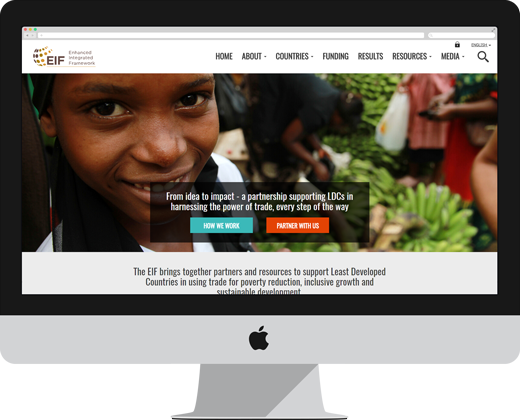 ENGLISH
EIF
Enhanced
Integrated
Framework
HOME ABOUT COUNTRIES FUNDING RESULTS RESOURCES MEDIA
From idea to impact - a partnership supporting LDCs in
harnessing the power of trade, every step of the way
HOW WE WORK PARTNER WITH US
The EIF brings together partners and resources to support Least Developed
Countries in using trade for poverty reduction, inclusive growth and
sustainable development